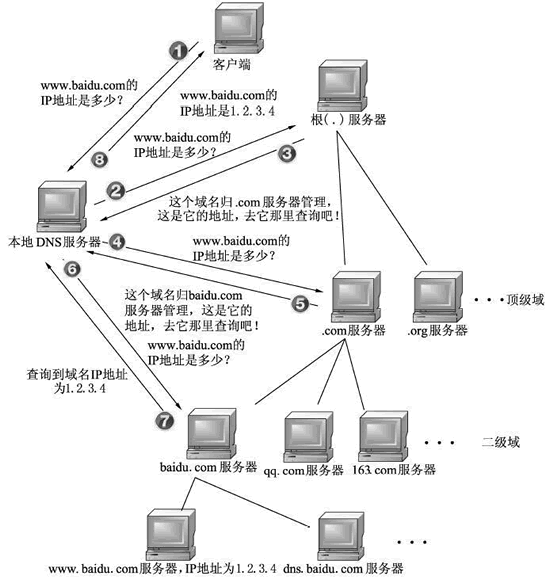 1
客户端
www.baidu.com的
IP地址是多少?
www.baidu.com的
IP地址是1.2.3.4
8
根(.)服务器
www.baidu.com的
IP地址是多少?
2
3
这个域名归.com服务器管理,
这是它的地址,去它那里查询吧!
本地DNS服务器
4
www.baidu.com的
IP地址是多少?
6
5
这个域名归baidu.com
服务器管理,这是它的
地址,去它那里查询吧!
.com服务器
.org服务器
···顶级域
www.baidu.com的
IP地址是多少?
查询到域名IP地址
为1.2.3.4
7
baidu.com服务器
qq.com服务器
163.com服务器
··· 二级域
www.baidu.com服务器,IP地址为1.2.3.4
dns.baidu.com服务器
···